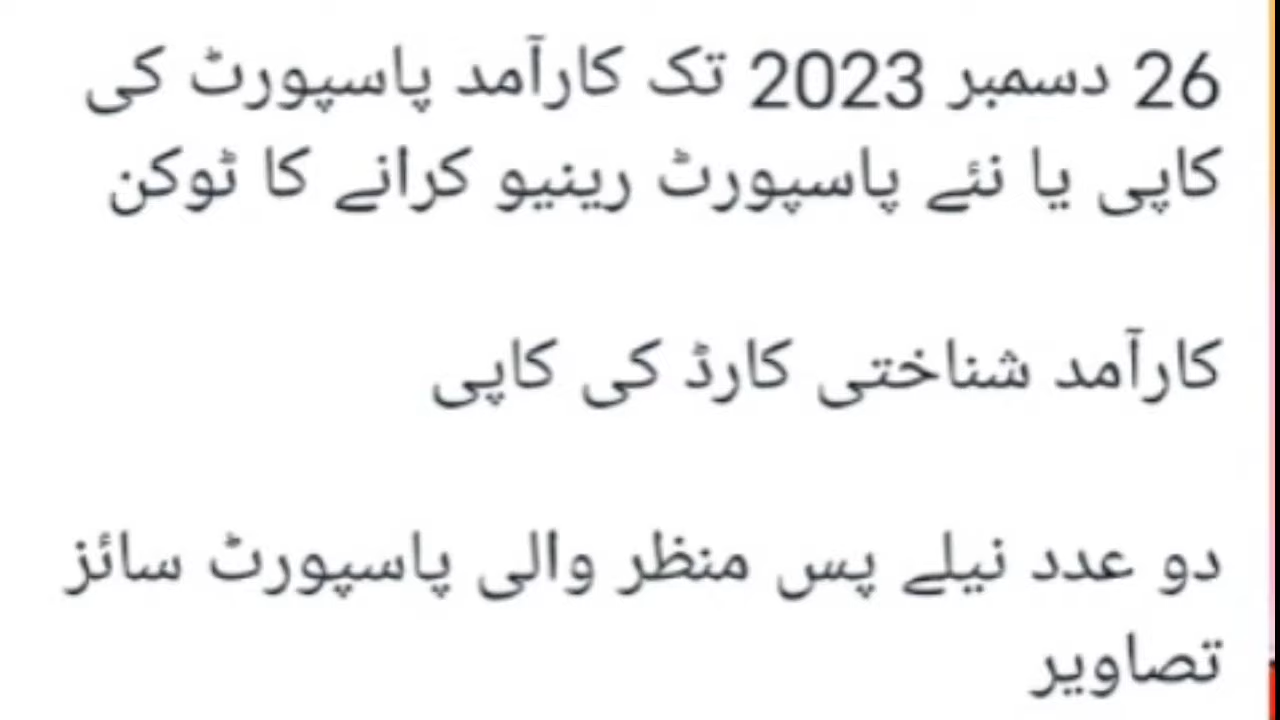 26 دسمبر 2023 تک کارآمد پاسپورٹ کی
کاپی یا نئے پاسپورٹ رینیو کرانے کا ٹوکن
کارآمد شناختی کارڈ کی کاپی
دو عدد نیلے پس منظر والی پاسپورٹ سائز
تصاویر